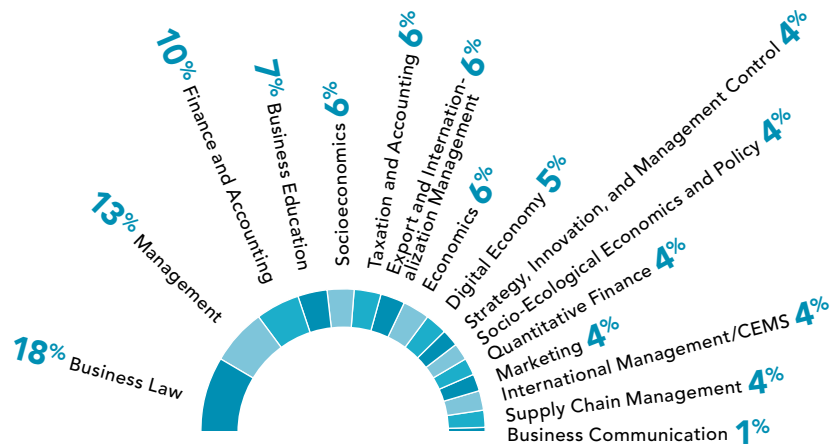 18% Business Law
13% Management
10% Finance and Accounting
7% Business Education
Socioeconomics 6%
Taxation and Accounting 6%
Export and Internation-
alization Management 6%
Economics 6%
Digital Economy 5%
Strategy, Innovation, and Management Control 4%
Socio-Ecological Economics and Policy 4%
Quantitative Finance 4%
Marketing 4%
International Management/CEMS 4%
Supply Chain Management 4%
Business Communication 1%